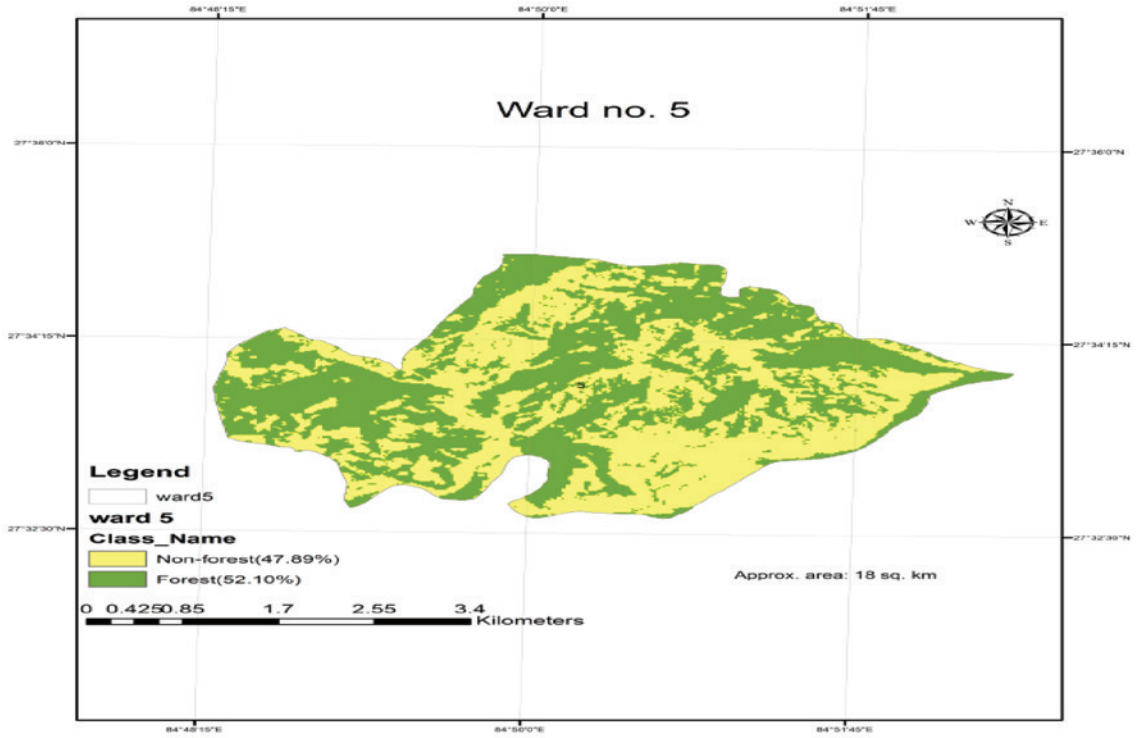 84°48'15"E 84°50'0"E 84°51'45"E
Ward no. 5
27°36'0"N 27°36'0"N
N
W E
S
27°34'15"N 27°34'15"N
5
Legend
ward5
ward 5
27°32'30"N 27°32'30"N
Class_Name
Non-forest(47.89%)
Forest(52.10%)
Approx. area: 18 sq. km
0 0.425 0.85 1.7 2.55 3.4
Kilometers
84°48'15"E 84°50'0"E 84°51'45"E